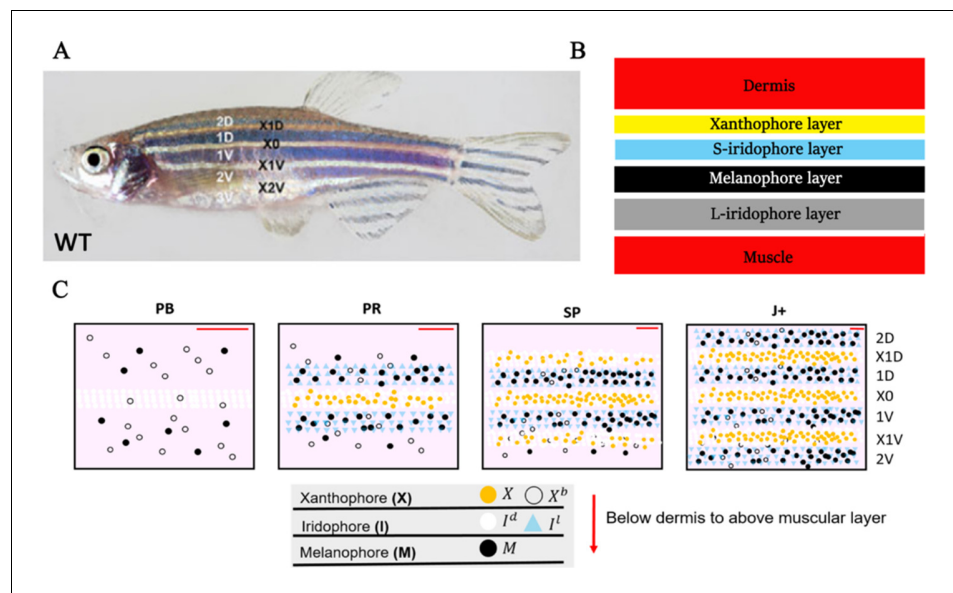 A
B
2D
X1D
1D
X0
1V
X1V
2V
X2V
3V
WT
Dermis
Xanthophore layer
S-iridophore layer
Melanophore layer
L-iridophore layer
Muscle
C
PB
PR
SP
J+
2D
X1D
1D
X0
1V
X1V
2V
Xanthophore (X) X X^b
Iridophore (I) I^d I^l
Melanophore (M) M
Below dermis to above muscular layer